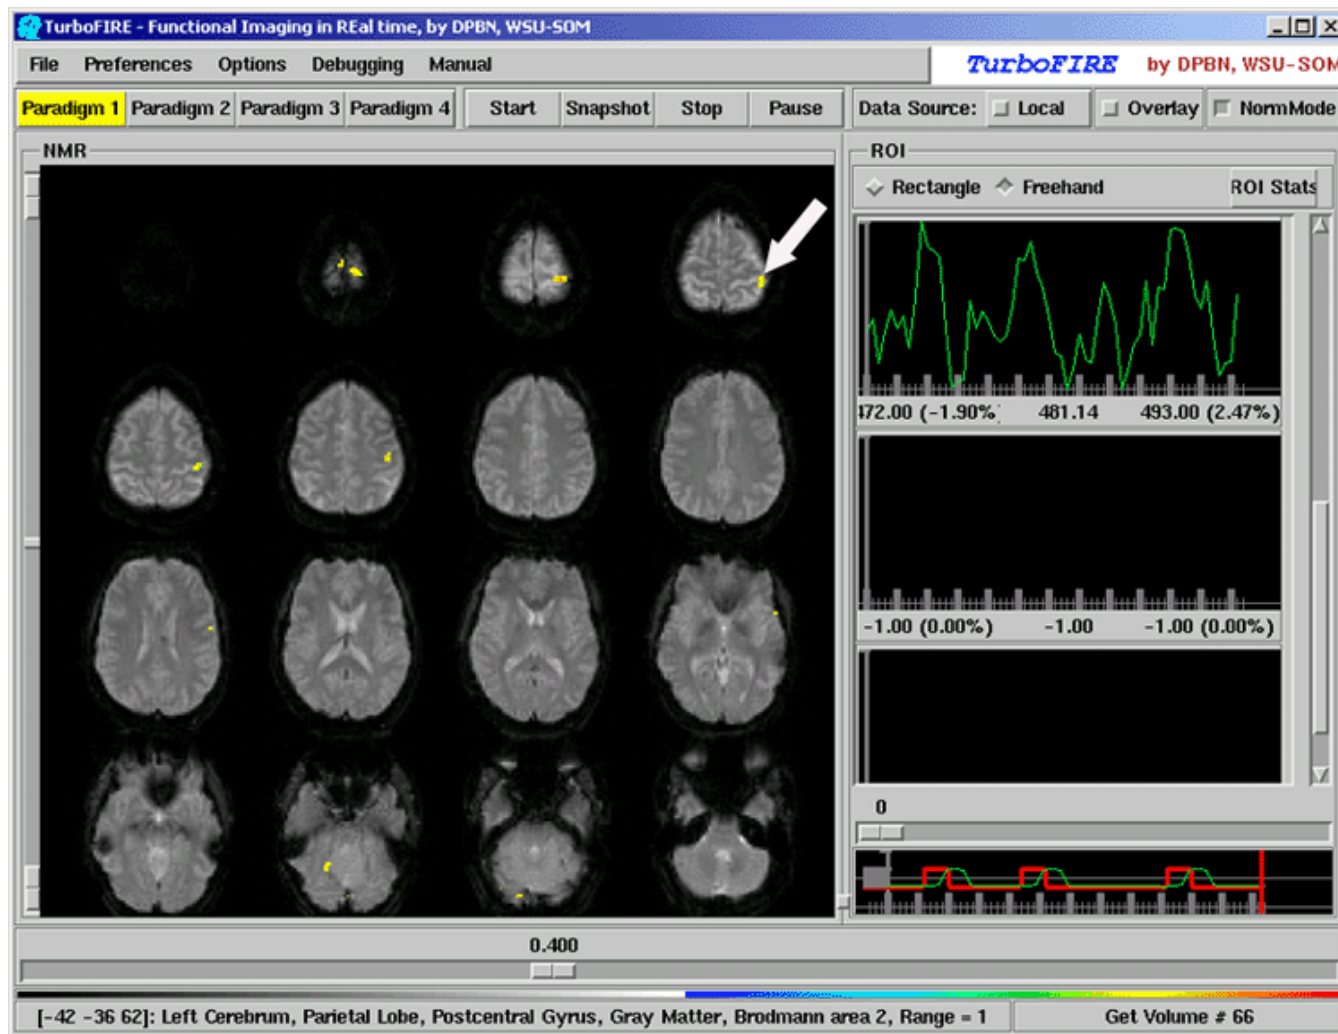 TurboFIRE - Functional Imaging in REal time, by DPBN, WSU-SOM
File Preferences Options Debugging Manual
TurboFIRE by DPBN, WSU-SOM
Paradigm 1 Paradigm 2 Paradigm 3 Paradigm 4 Start Snapshot Stop Pause Data Source: Local Overlay NormMode
NMR
ROI
Rectangle Freehand ROI Stats
472.00 (-1.90% 481.14 493.00 (2.47%)
-1.00 (0.00%) -1.00 -1.00 (0.00%)
0
0.400
[-42 -36 62]: Left Cerebrum, Parietal Lobe, Postcentral Gyrus, Gray Matter, Brodmann area 2, Range = 1 Get Volume # 66